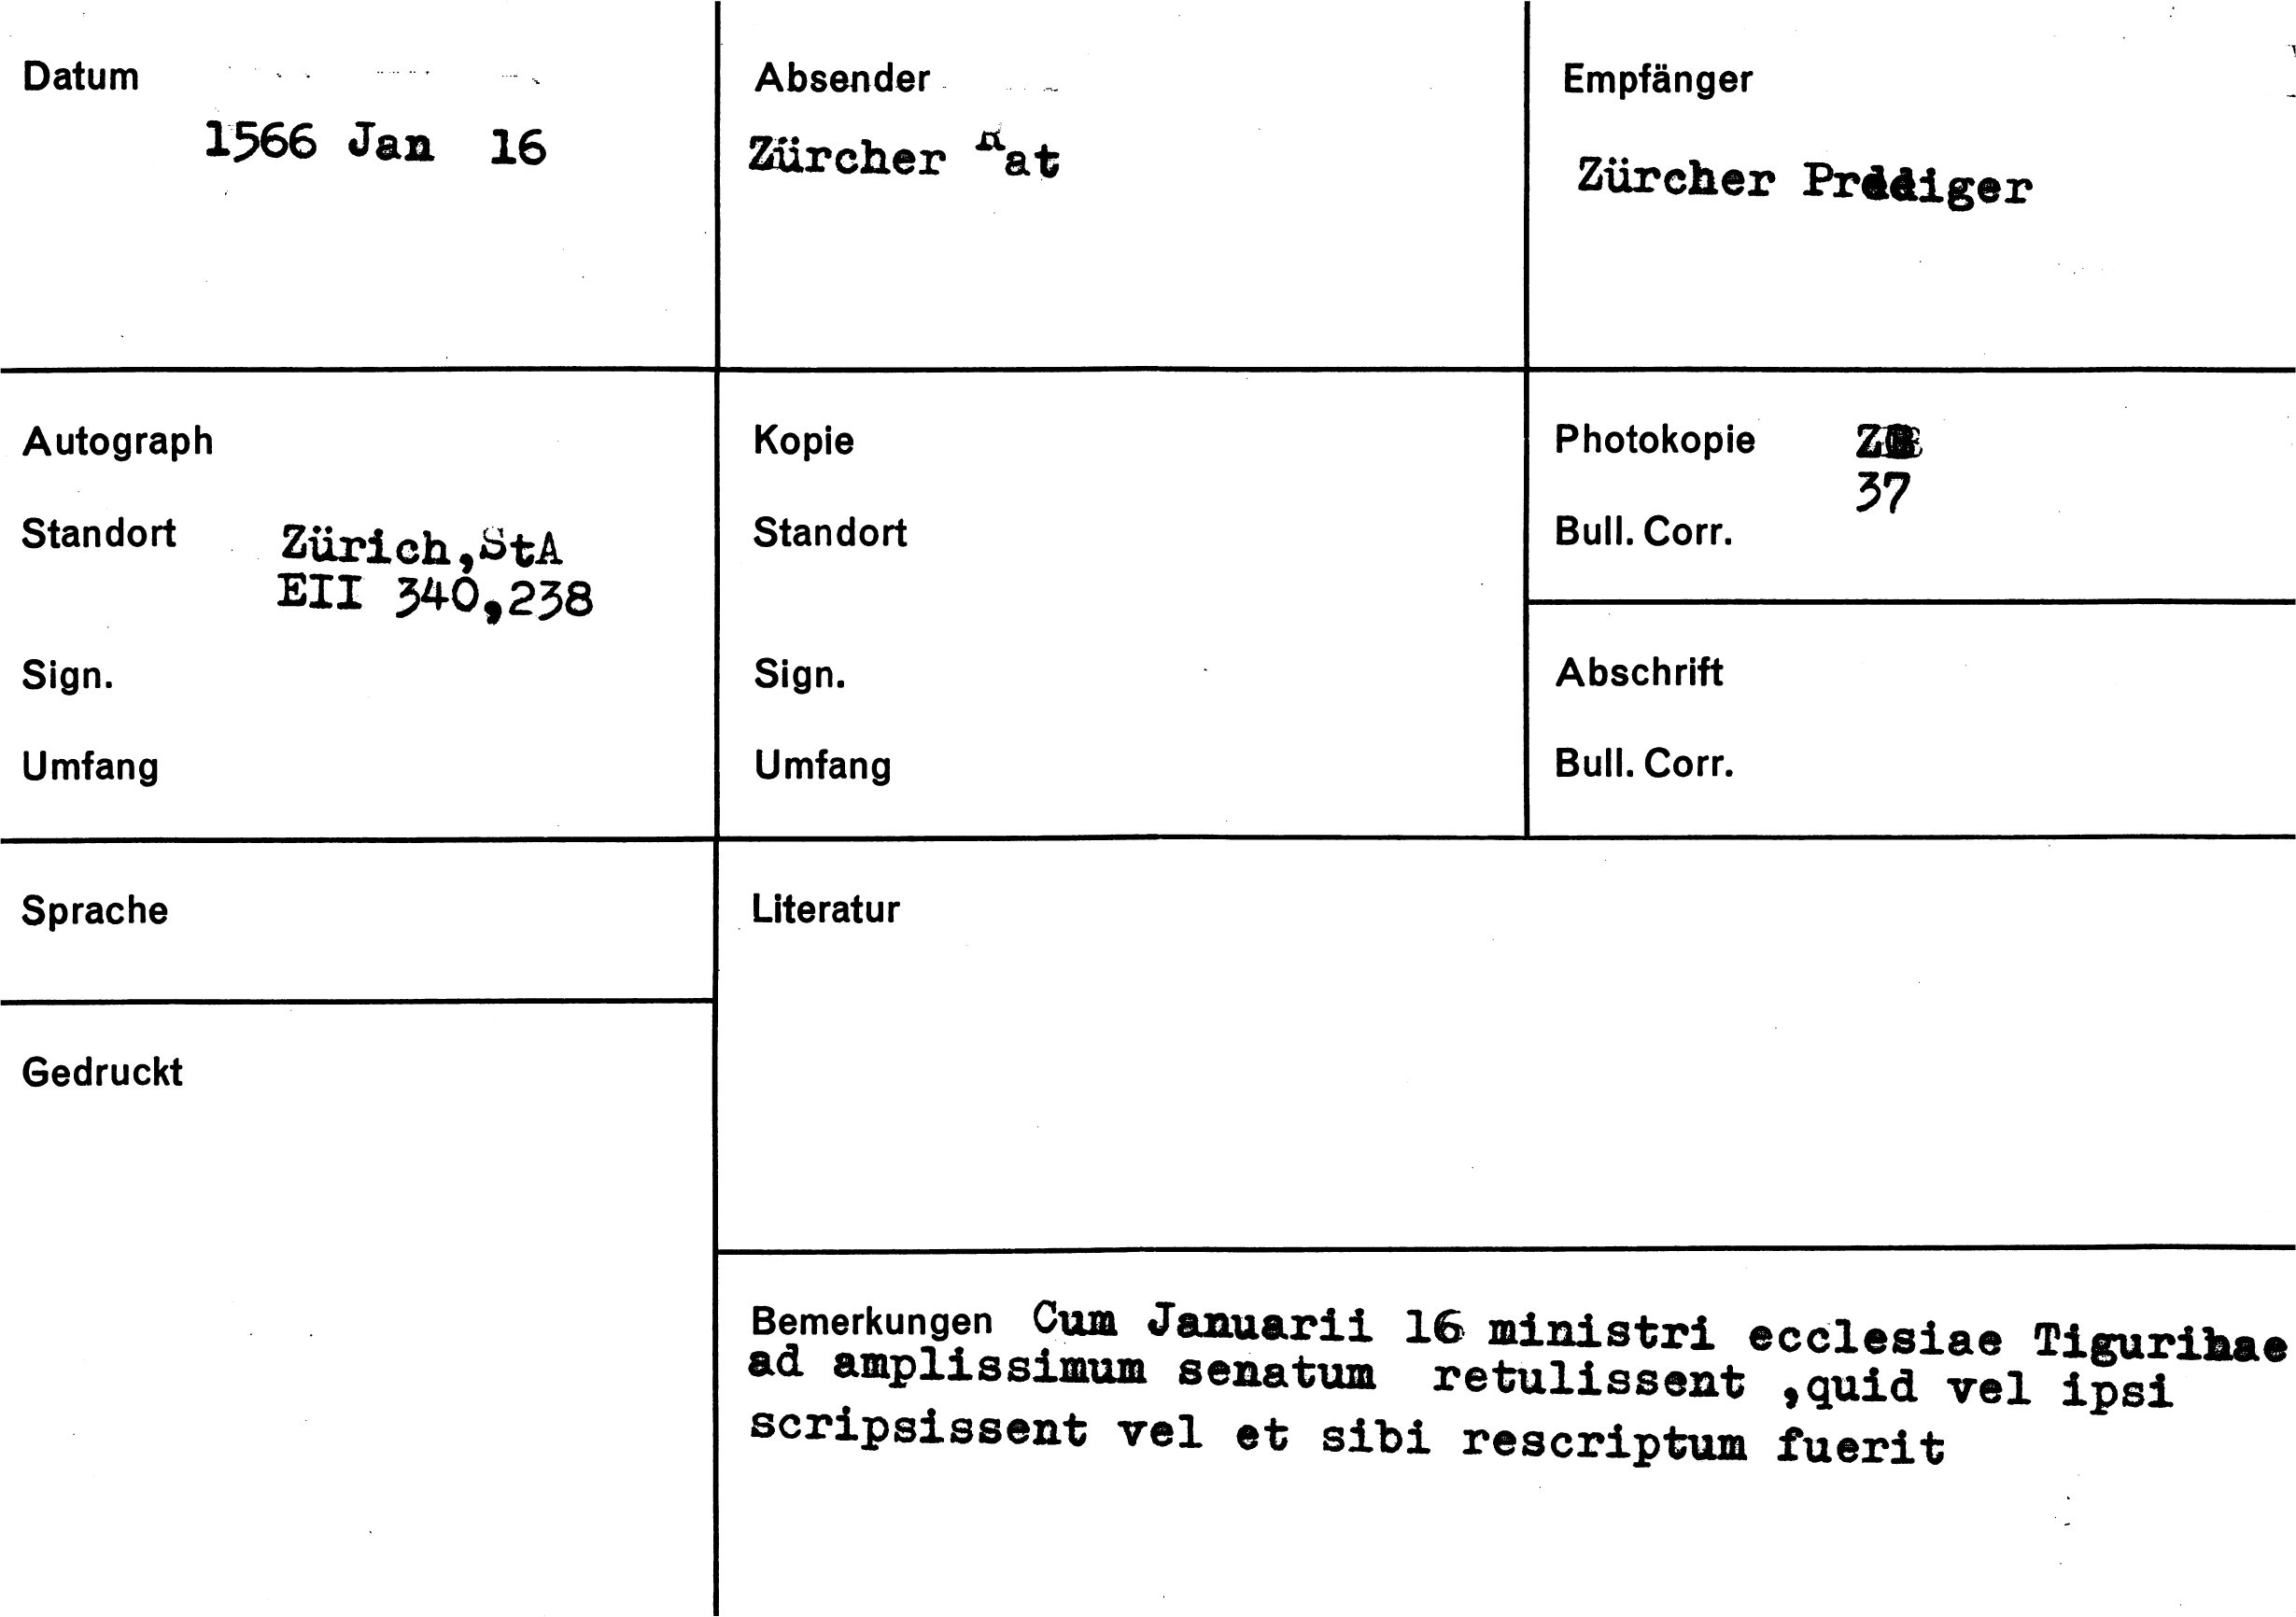 Datum
1566 Jan 16
Absender
Zürcher Rat
Empfänger
Zürcher Prediger
Autograph
Standort Zürich,StA
EII 340,238
Sign.
Umfang
Kopie
Standort
Sign.
Umfang
Photokopie
37
Bull. Corr.
Abschrift
Bull. Corr.
Sprache
Gedruckt
Literatur
Bemerkungen Cum Januarii 16 ministri ecclesiae Tigurinae
ad amplissimum senatum retulissent ,quid vel ipsi
scripsissent vel et sibi rescriptum fuerit